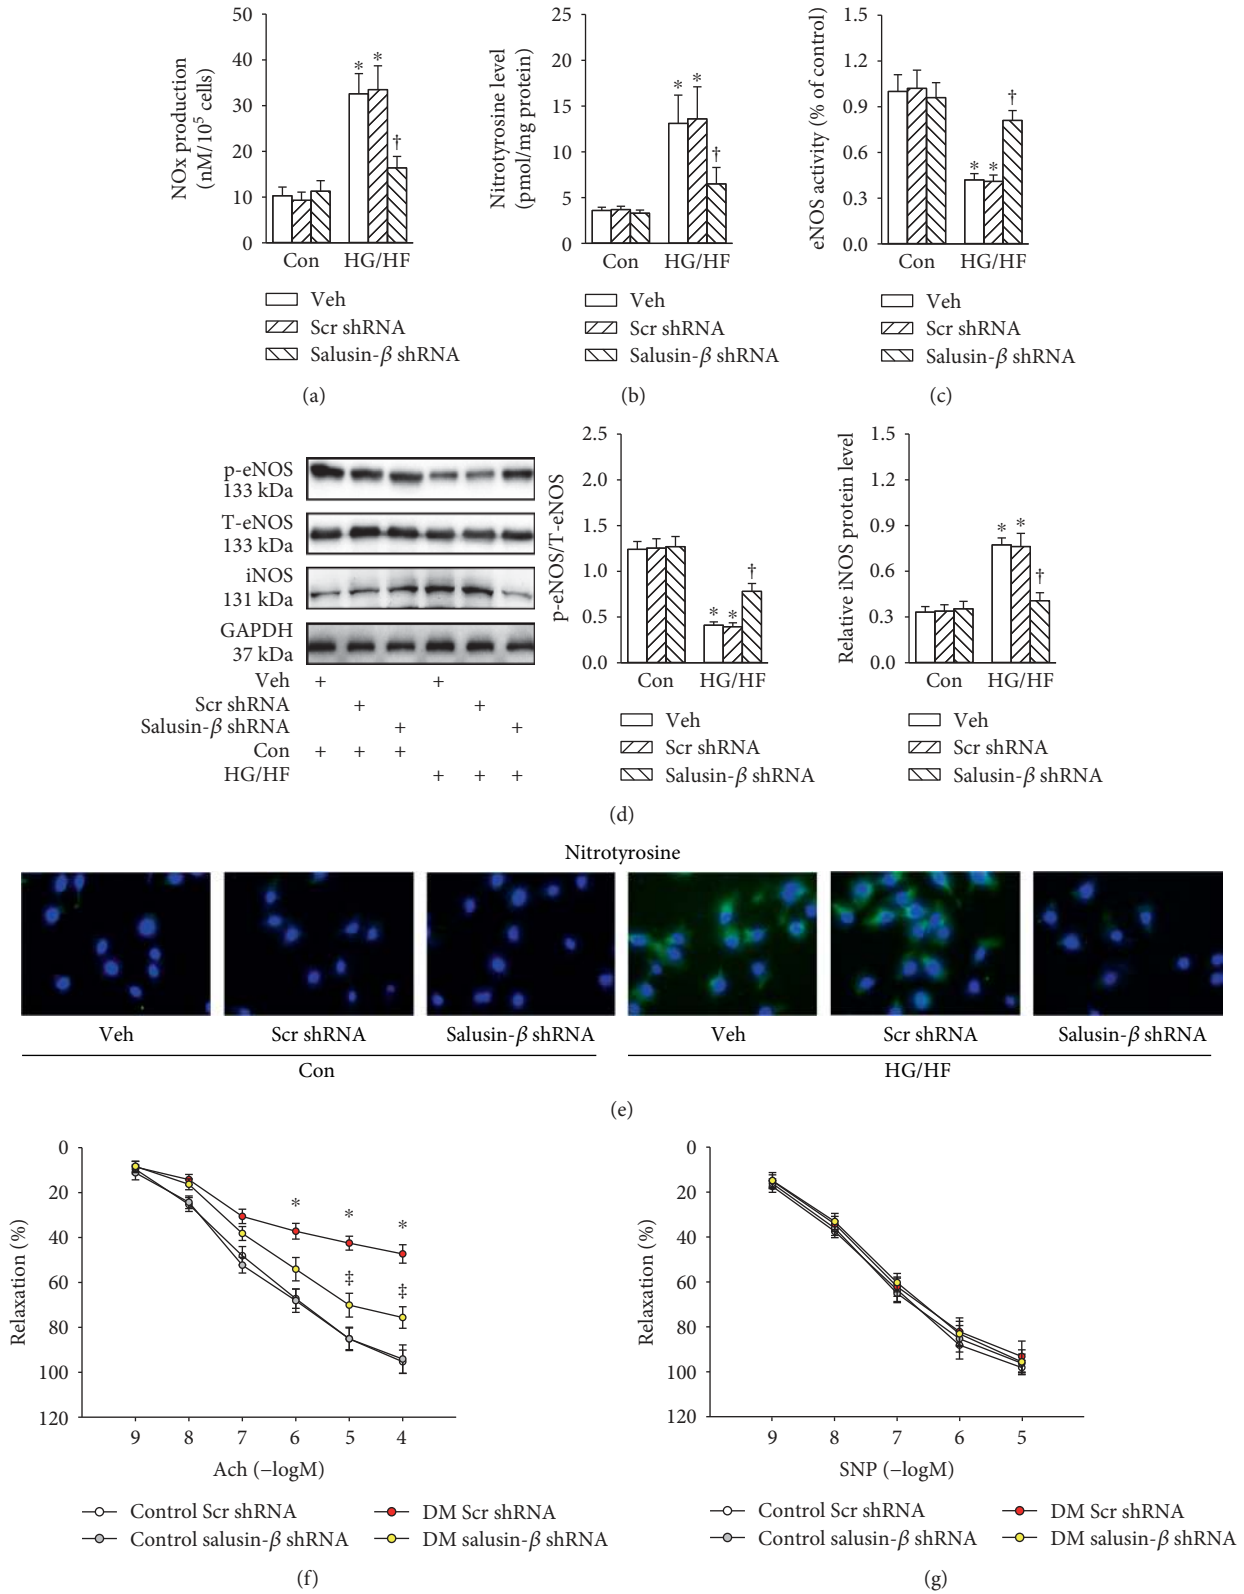 50
40
30
20
10
0
NOx production
(nM/10⁵ cells)
* *
†
Con HG/HF
Veh
Scr shRNA
Salusin-β shRNA
(a)
25
20
15
10
5
0
Nitrotyrosine level
(pmol/mg protein)
* *
†
Con HG/HF
Veh
Scr shRNA
Salusin-β shRNA
(b)
1.5
1.2
0.9
0.6
0.3
0.0
eNOS activity (% of control)
* *
†
Con HG/HF
Veh
Scr shRNA
Salusin-β shRNA
(c)
p-eNOS
133 kDa
T-eNOS
133 kDa
iNOS
131 kDa
GAPDH
37 kDa
Veh + +
Scr shRNA + +
Salusin-β shRNA + +
Con + + +
HG/HF + + +
2.5
2.0
1.5
1.0
0.5
0.0
p-eNOS/T-eNOS
* *
†
Con HG/HF
Veh
Scr shRNA
Salusin-β shRNA
1.5
1.2
0.9
0.6
0.3
0.0
Relative iNOS protein level
* *
†
Con HG/HF
Veh
Scr shRNA
Salusin-β shRNA
(d)
Nitrotyrosine
Veh Scr shRNA Salusin-β shRNA Veh Scr shRNA Salusin-β shRNA
Con HG/HF
(e)
0
20
40
60
80
100
120
Relaxation (%)
* * *
‡ ‡
9 8 7 6 5 4
Ach (−logM)
Control Scr shRNA DM Scr shRNA
Control salusin-β shRNA DM salusin-β shRNA
(f)
0
20
40
60
80
100
120
Relaxation (%)
9 8 7 6 5
SNP (−logM)
Control Scr shRNA DM Scr shRNA
Control salusin-β shRNA DM salusin-β shRNA
(g)